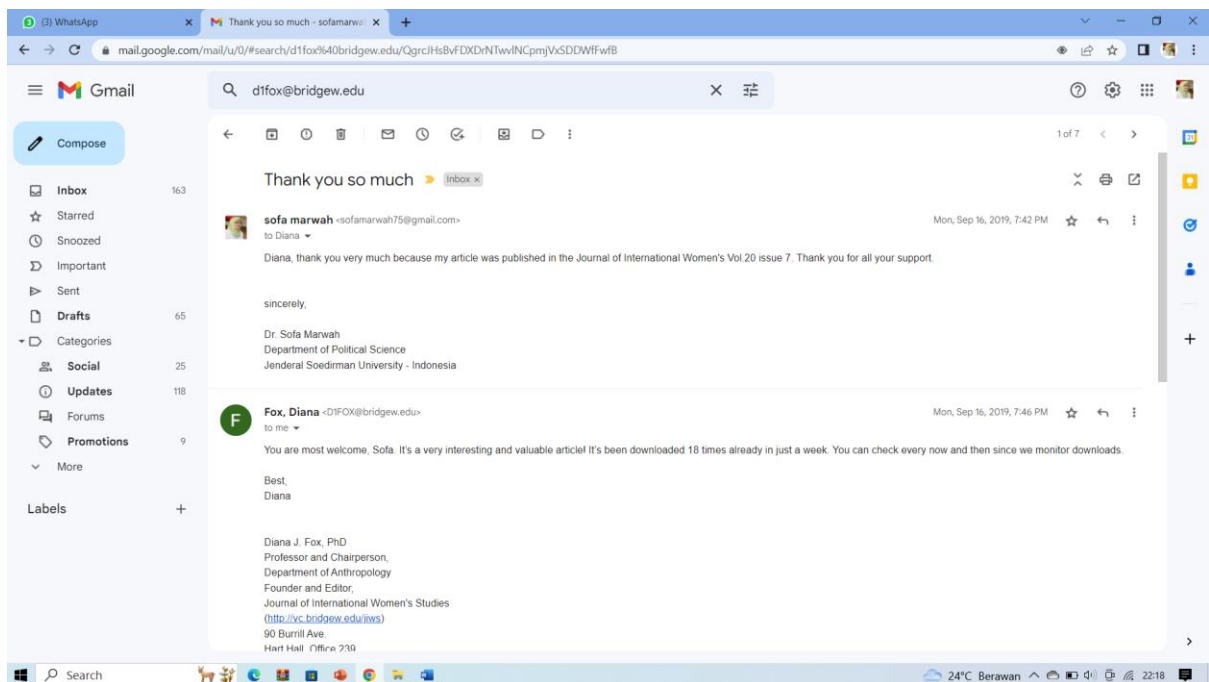 (3) WhatsApp
Thank you so much - sofamarwa
mail.google.com/mail/u/0/#search/d1fox%40bridgew.edu/QgrcJHsBvFDXDrNTwvlNCpmjVxSDDWfFwfB
Gmail
d1fox@bridgew.edu
Compose
1 of 7
Inbox 163
Starred
Snoozed
Important
Sent
Drafts 65
Categories
Social 25
Updates 118
Forums
Promotions 9
More
Labels
Thank you so much Inbox x
sofa marwah <sofamarwah75@gmail.com> Mon, Sep 16, 2019, 7:42 PM
to Diana
Diana, thank you very much because my article was published in the Journal of International Women's Vol.20 issue 7. Thank you for all your support.
sincerely,
Dr. Sofa Marwah
Department of Political Science
Jenderal Soedirman University - Indonesia
F
Fox, Diana <D1FOX@bridgew.edu> Mon, Sep 16, 2019, 7:46 PM
to me
You are most welcome, Sofa. It's a very interesting and valuable article! It's been downloaded 18 times already in just a week. You can check every now and then since we monitor downloads.
Best,
Diana
Diana J. Fox, PhD
Professor and Chairperson,
Department of Anthropology
Founder and Editor,
Journal of International Women's Studies
(http://vc.bridgew.edu/jiws)
90 Burrill Ave.
Hart Hall, Office 239
Search
24°C Berawan
22:18